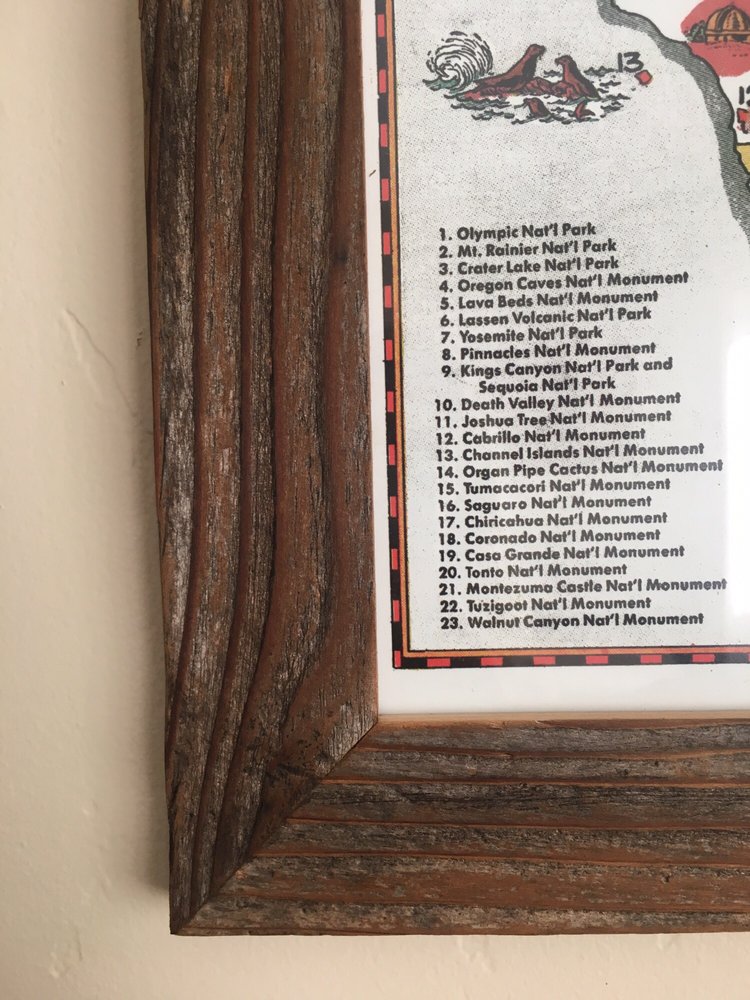 13
1. Olympic Nat'l Park
2. Mt. Rainier Nat'l Park
3. Crater Lake Nat'l Park
4. Oregon Caves Nat'l Monument
5. Lava Beds Nat'l Monument
6. Lassen Volcanic Nat'l Park
7. Yosemite Nat'l Park
8. Pinnacles Nat'l Monument
9. Kings Canyon Nat'l Park and
Sequoia Nat'l Park
10. Death Valley Nat'l Monument
11. Joshua Tree Nat'l Monument
12. Cabrillo Nat'l Monument
13. Channel Islands Nat'l Monument
14. Organ Pipe Cactus Nat'l Monument
15. Tumacacori Nat'l Monument
16. Saguaro Nat'l Monument
17. Chiricahua Nat'l Monument
18. Coronado Nat'l Monument
19. Casa Grande Nat'l Monument
20. Tonto Nat'l Monument
21. Montezuma Castle Nat'l Monument
22. Tuzigoot Nat'l Monument
23. Walnut Canyon Nat'l Monument